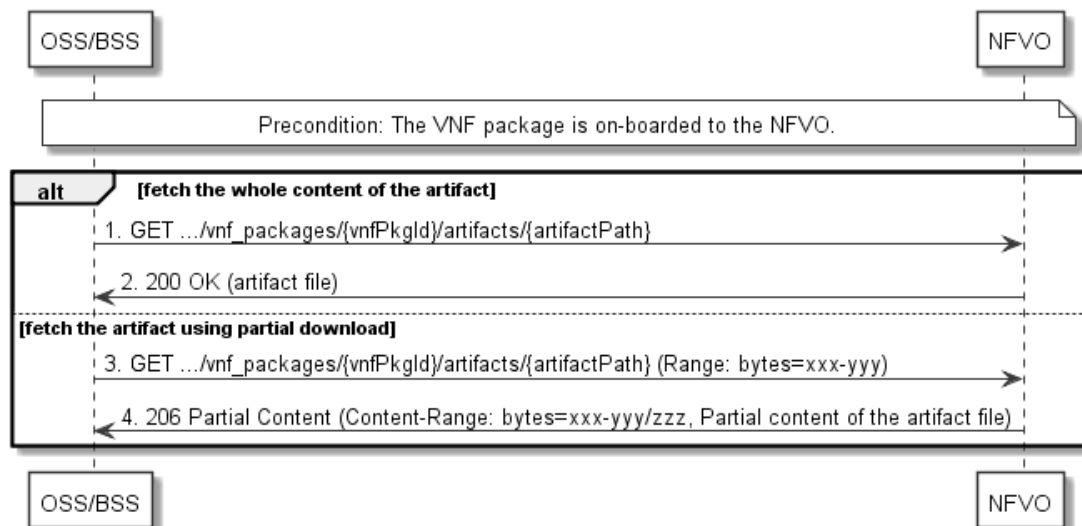 OSS/BSS
NFVO
Precondition: The VNF package is on-boarded to the NFVO.
alt
[fetch the whole content of the artifact]
1. GET .../vnf_packages/{vnfPkgId}/artifacts/{artifactPath}
2. 200 OK (artifact file)
[fetch the artifact using partial download]
3. GET .../vnf_packages/{vnfPkgId}/artifacts/{artifactPath} (Range: bytes=xxx-yyy)
4. 206 Partial Content (Content-Range: bytes=xxx-yyy/zzz, Partial content of the artifact file)
OSS/BSS
NFVO